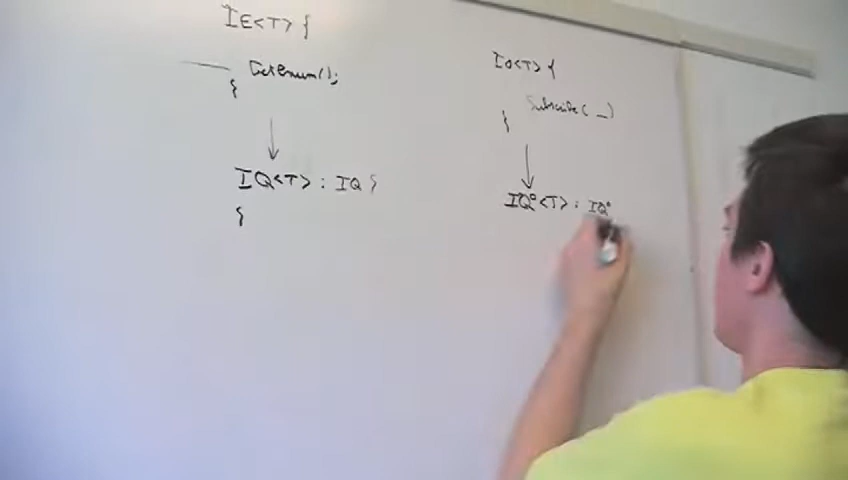 IE<T> {
GetEnum();
}
IQ<T> : IQ {
}
IO<T> {
Subscribe( _ )
}
IQ° <T> : IQ°